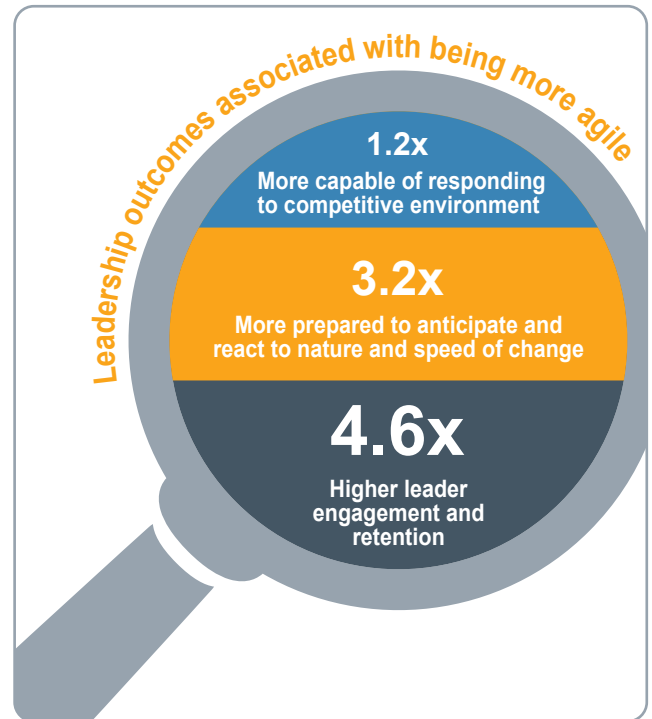 Leadership outcomes associated with being more agile
1.2x
More capable of responding
to competitive environment
3.2x
More prepared to anticipate and
react to nature and speed of change
4.6x
Higher leader
engagement and
retention